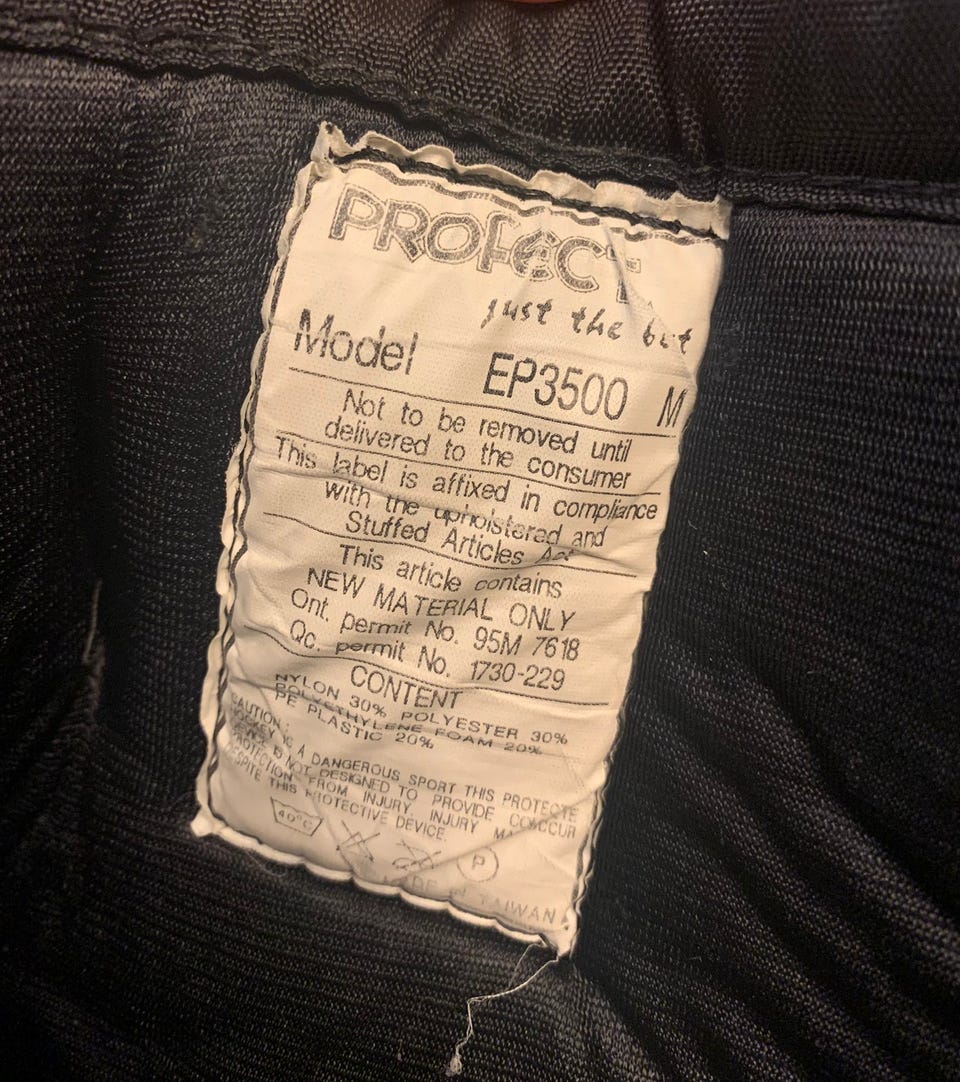 PROFECT
just the bet
Model EP3500 M
Not to be removed until
delivered to the consumer
This label is affixed in compliance
with the upholstered and
Stuffed Articles Act
This article contains
NEW MATERIAL ONLY
Ont. permit No. 95M 7618
Qc. permit No. 1730-229
CONTENT
NYLON 30% POLYESTER 30%
POLYETHYLENE FOAM 20%
PE PLASTIC 20%
CAUTION:
HOCKEY IS A DANGEROUS SPORT THIS PROTECTE
IS NOT DESIGNED TO PROVIDE
PROTECTION FROM INJURY. INJURY
DESPITE THIS PROTECTIVE DEVICE.
40°C
P
MADE IN TAIWAN